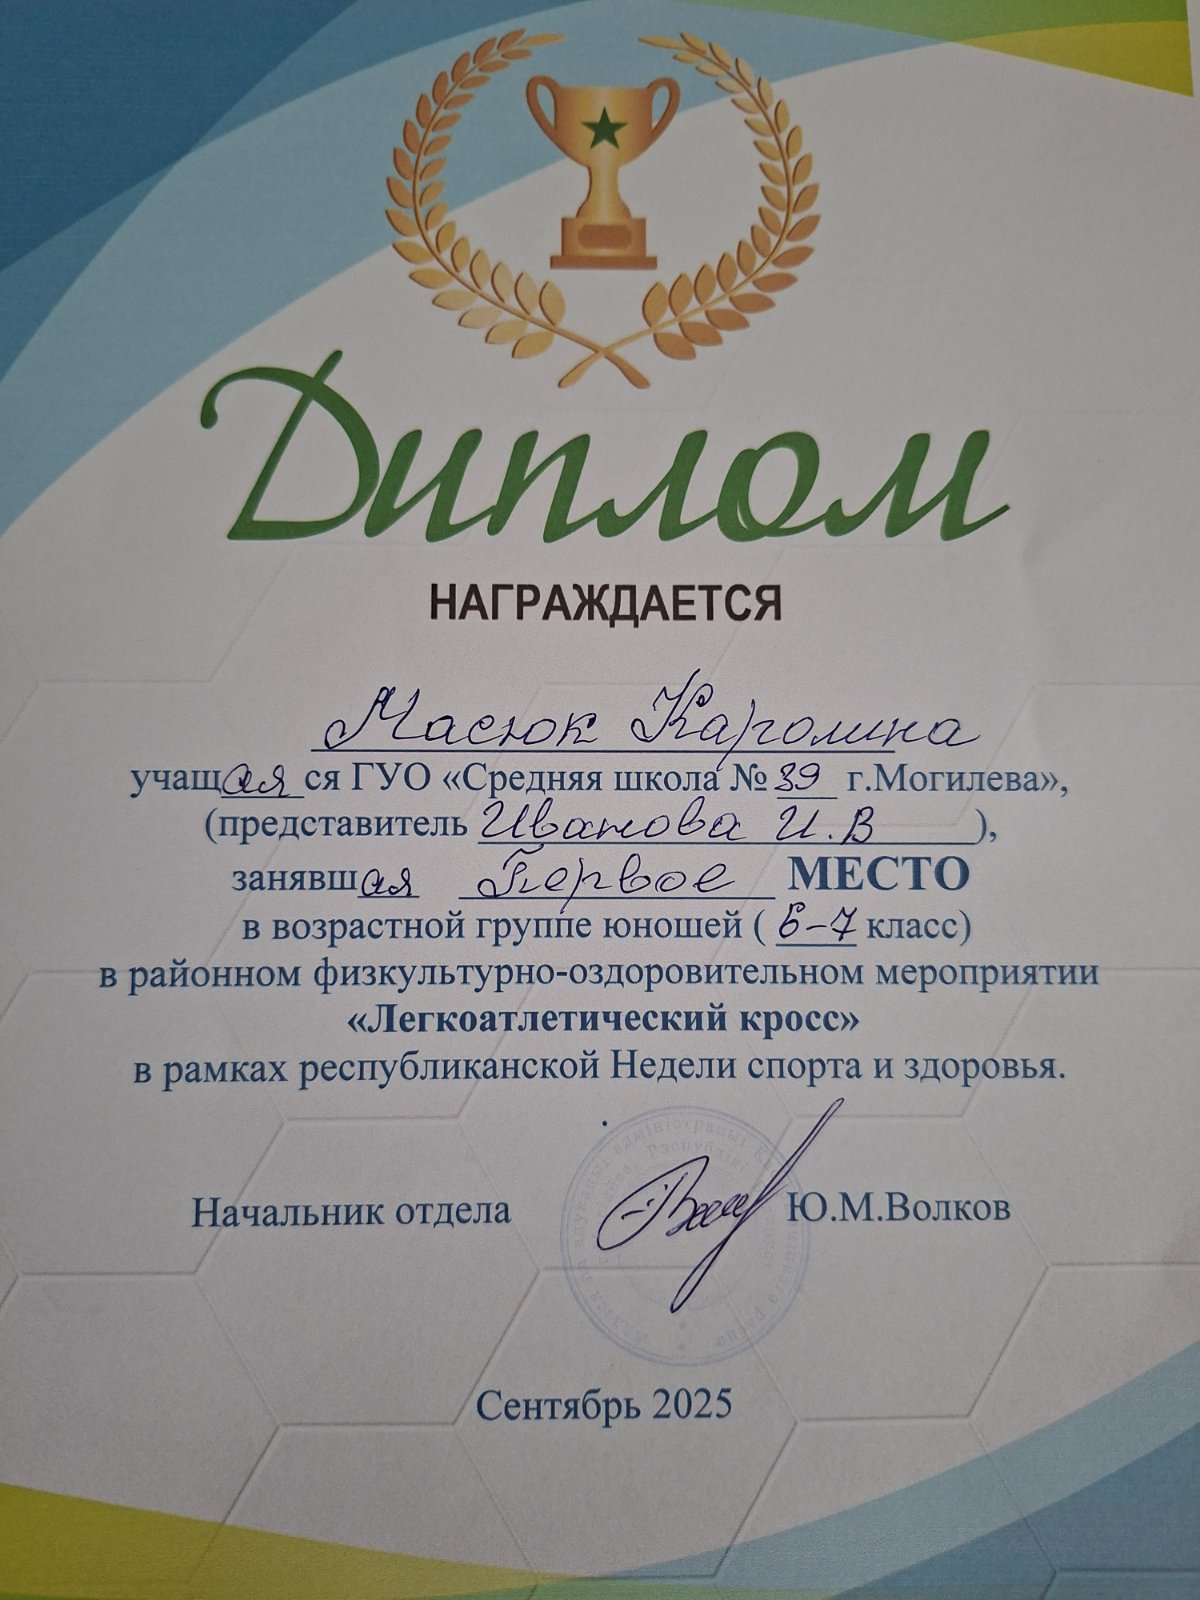 Диплом
НАГРАЖДАЕТСЯ
Масюк Каролина
учащаяся ГУО «Средняя школа № 39 г.Могилева»,
(представитель Иванова И.В ),
занявшая Первое МЕСТО
в возрастной группе юношей ( 6-7 класс)
в районном физкультурно-оздоровительном мероприятии
«Легкоатлетический кросс»
в рамках республиканской Недели спорта и здоровья.
Начальник отдела Ю.М.Волков
Сентябрь 2025